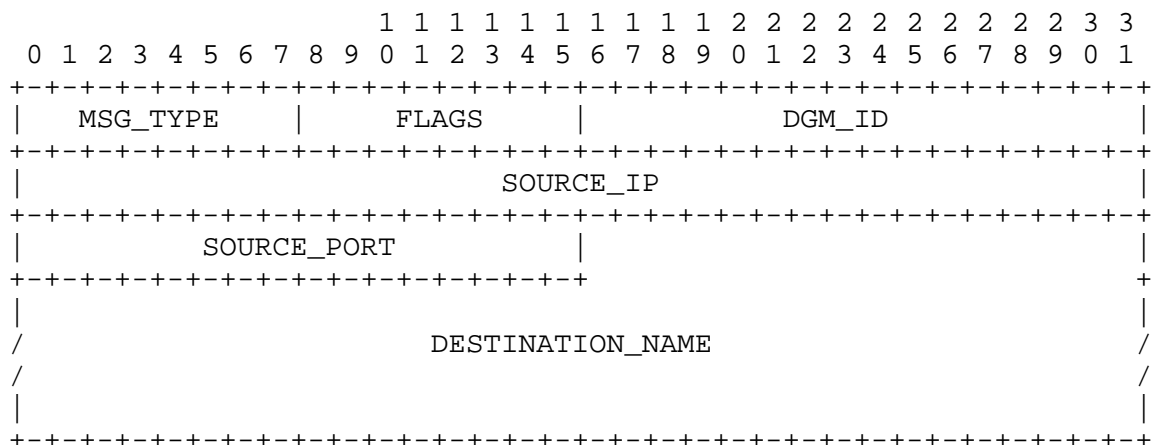 1 1 1 1 1 1 1 1 1 1 2 2 2 2 2 2 2 2 2 2 3 3
 0 1 2 3 4 5 6 7 8 9 0 1 2 3 4 5 6 7 8 9 0 1 2 3 4 5 6 7 8 9 0 1
+-+-+-+-+-+-+-+-+-+-+-+-+-+-+-+-+-+-+-+-+-+-+-+-+-+-+-+-+-+-+-+-+
|   MSG_TYPE    |     FLAGS     |           DGM_ID              |
+-+-+-+-+-+-+-+-+-+-+-+-+-+-+-+-+-+-+-+-+-+-+-+-+-+-+-+-+-+-+-+-+
|                           SOURCE_IP                           |
+-+-+-+-+-+-+-+-+-+-+-+-+-+-+-+-+-+-+-+-+-+-+-+-+-+-+-+-+-+-+-+-+
|          SOURCE_PORT          |                               |
+-+-+-+-+-+-+-+-+-+-+-+-+-+-+-+-+                               +
|                                                               |
/                       DESTINATION_NAME                        /
/                                                               /
|                                                               |
+-+-+-+-+-+-+-+-+-+-+-+-+-+-+-+-+-+-+-+-+-+-+-+-+-+-+-+-+-+-+-+-+